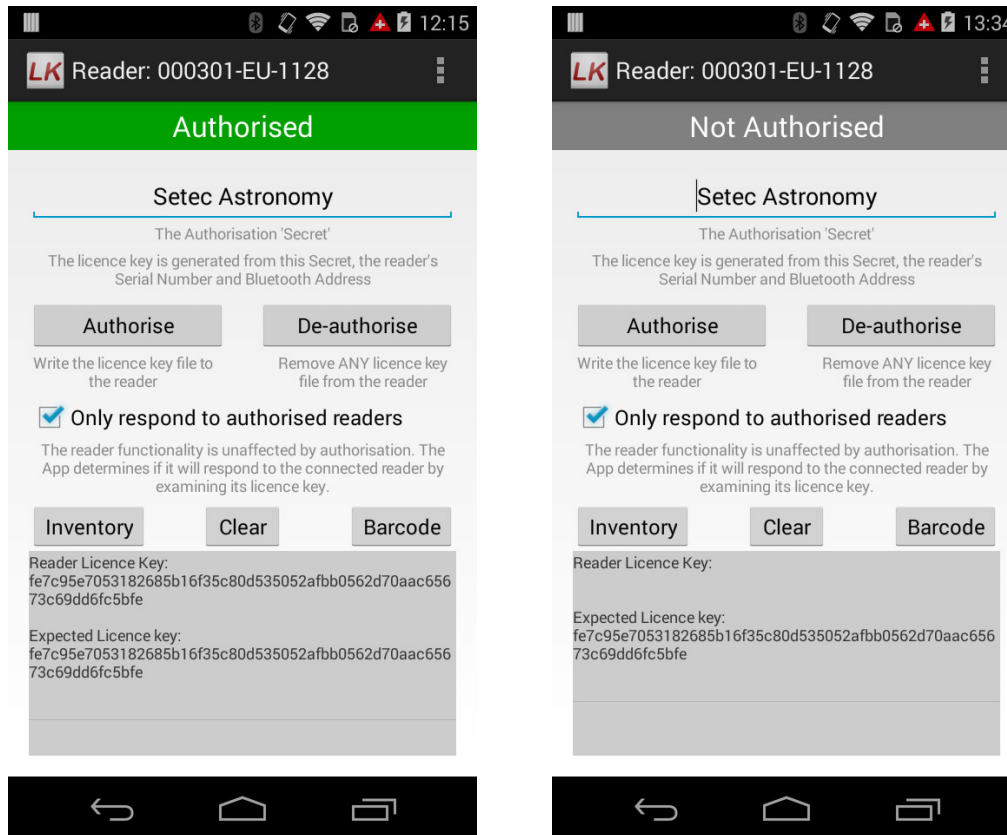 12:15
LK Reader: 000301-EU-1128
Authorised
Setec Astronomy
The Authorisation 'Secret'
The licence key is generated from this Secret, the reader's
Serial Number and Bluetooth Address
Authorise De-authorise
Write the licence key file to
the reader
Remove ANY licence key
file from the reader
Only respond to authorised readers
The reader functionality is unaffected by authorisation. The
App determines if it will respond to the connected reader by
examining its licence key.
Inventory Clear Barcode
Reader Licence Key:
fe7c95e7053182685b16f35c80d535052afbb0562d70aac656
73c69dd6fc5bfe
Expected Licence key:
fe7c95e7053182685b16f35c80d535052afbb0562d70aac656
73c69dd6fc5bfe
13:34
LK Reader: 000301-EU-1128
Not Authorised
Setec Astronomy
The Authorisation 'Secret'
The licence key is generated from this Secret, the reader's
Serial Number and Bluetooth Address
Authorise De-authorise
Write the licence key file to
the reader
Remove ANY licence key
file from the reader
Only respond to authorised readers
The reader functionality is unaffected by authorisation. The
App determines if it will respond to the connected reader by
examining its licence key.
Inventory Clear Barcode
Reader Licence Key:
Expected Licence key:
fe7c95e7053182685b16f35c80d535052afbb0562d70aac656
73c69dd6fc5bfe